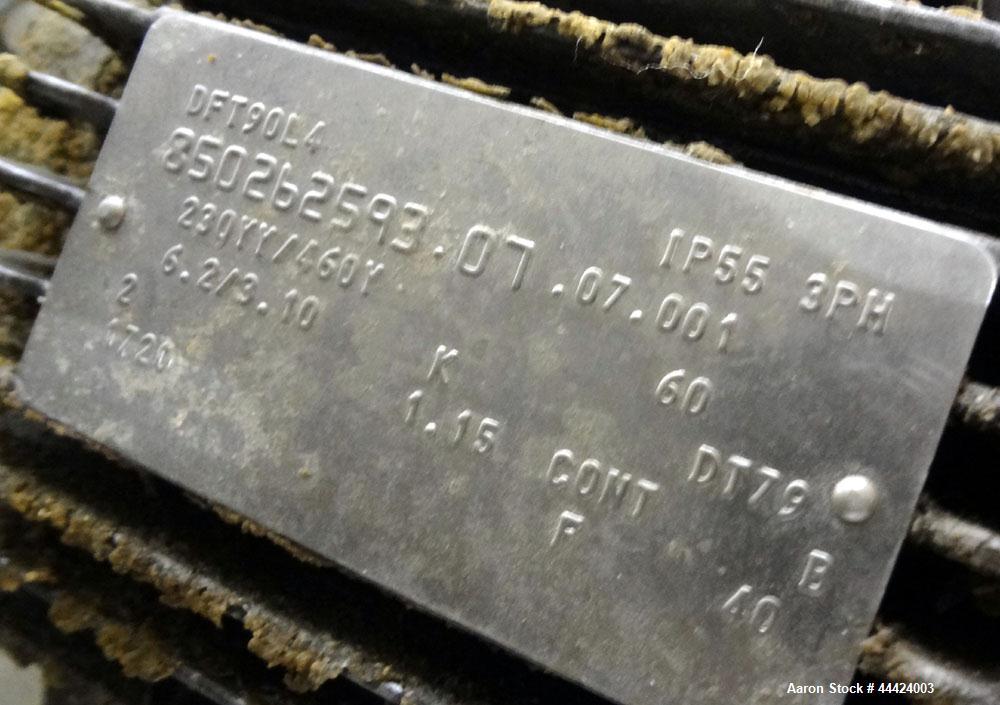 DFT90L4 IP55 3PH
850262593.07.07.001
230YY/460Y 60
6.2/3.10 K DT79
2 1.15 CONT B
1720 F 40
Aaron Stock # 44424003